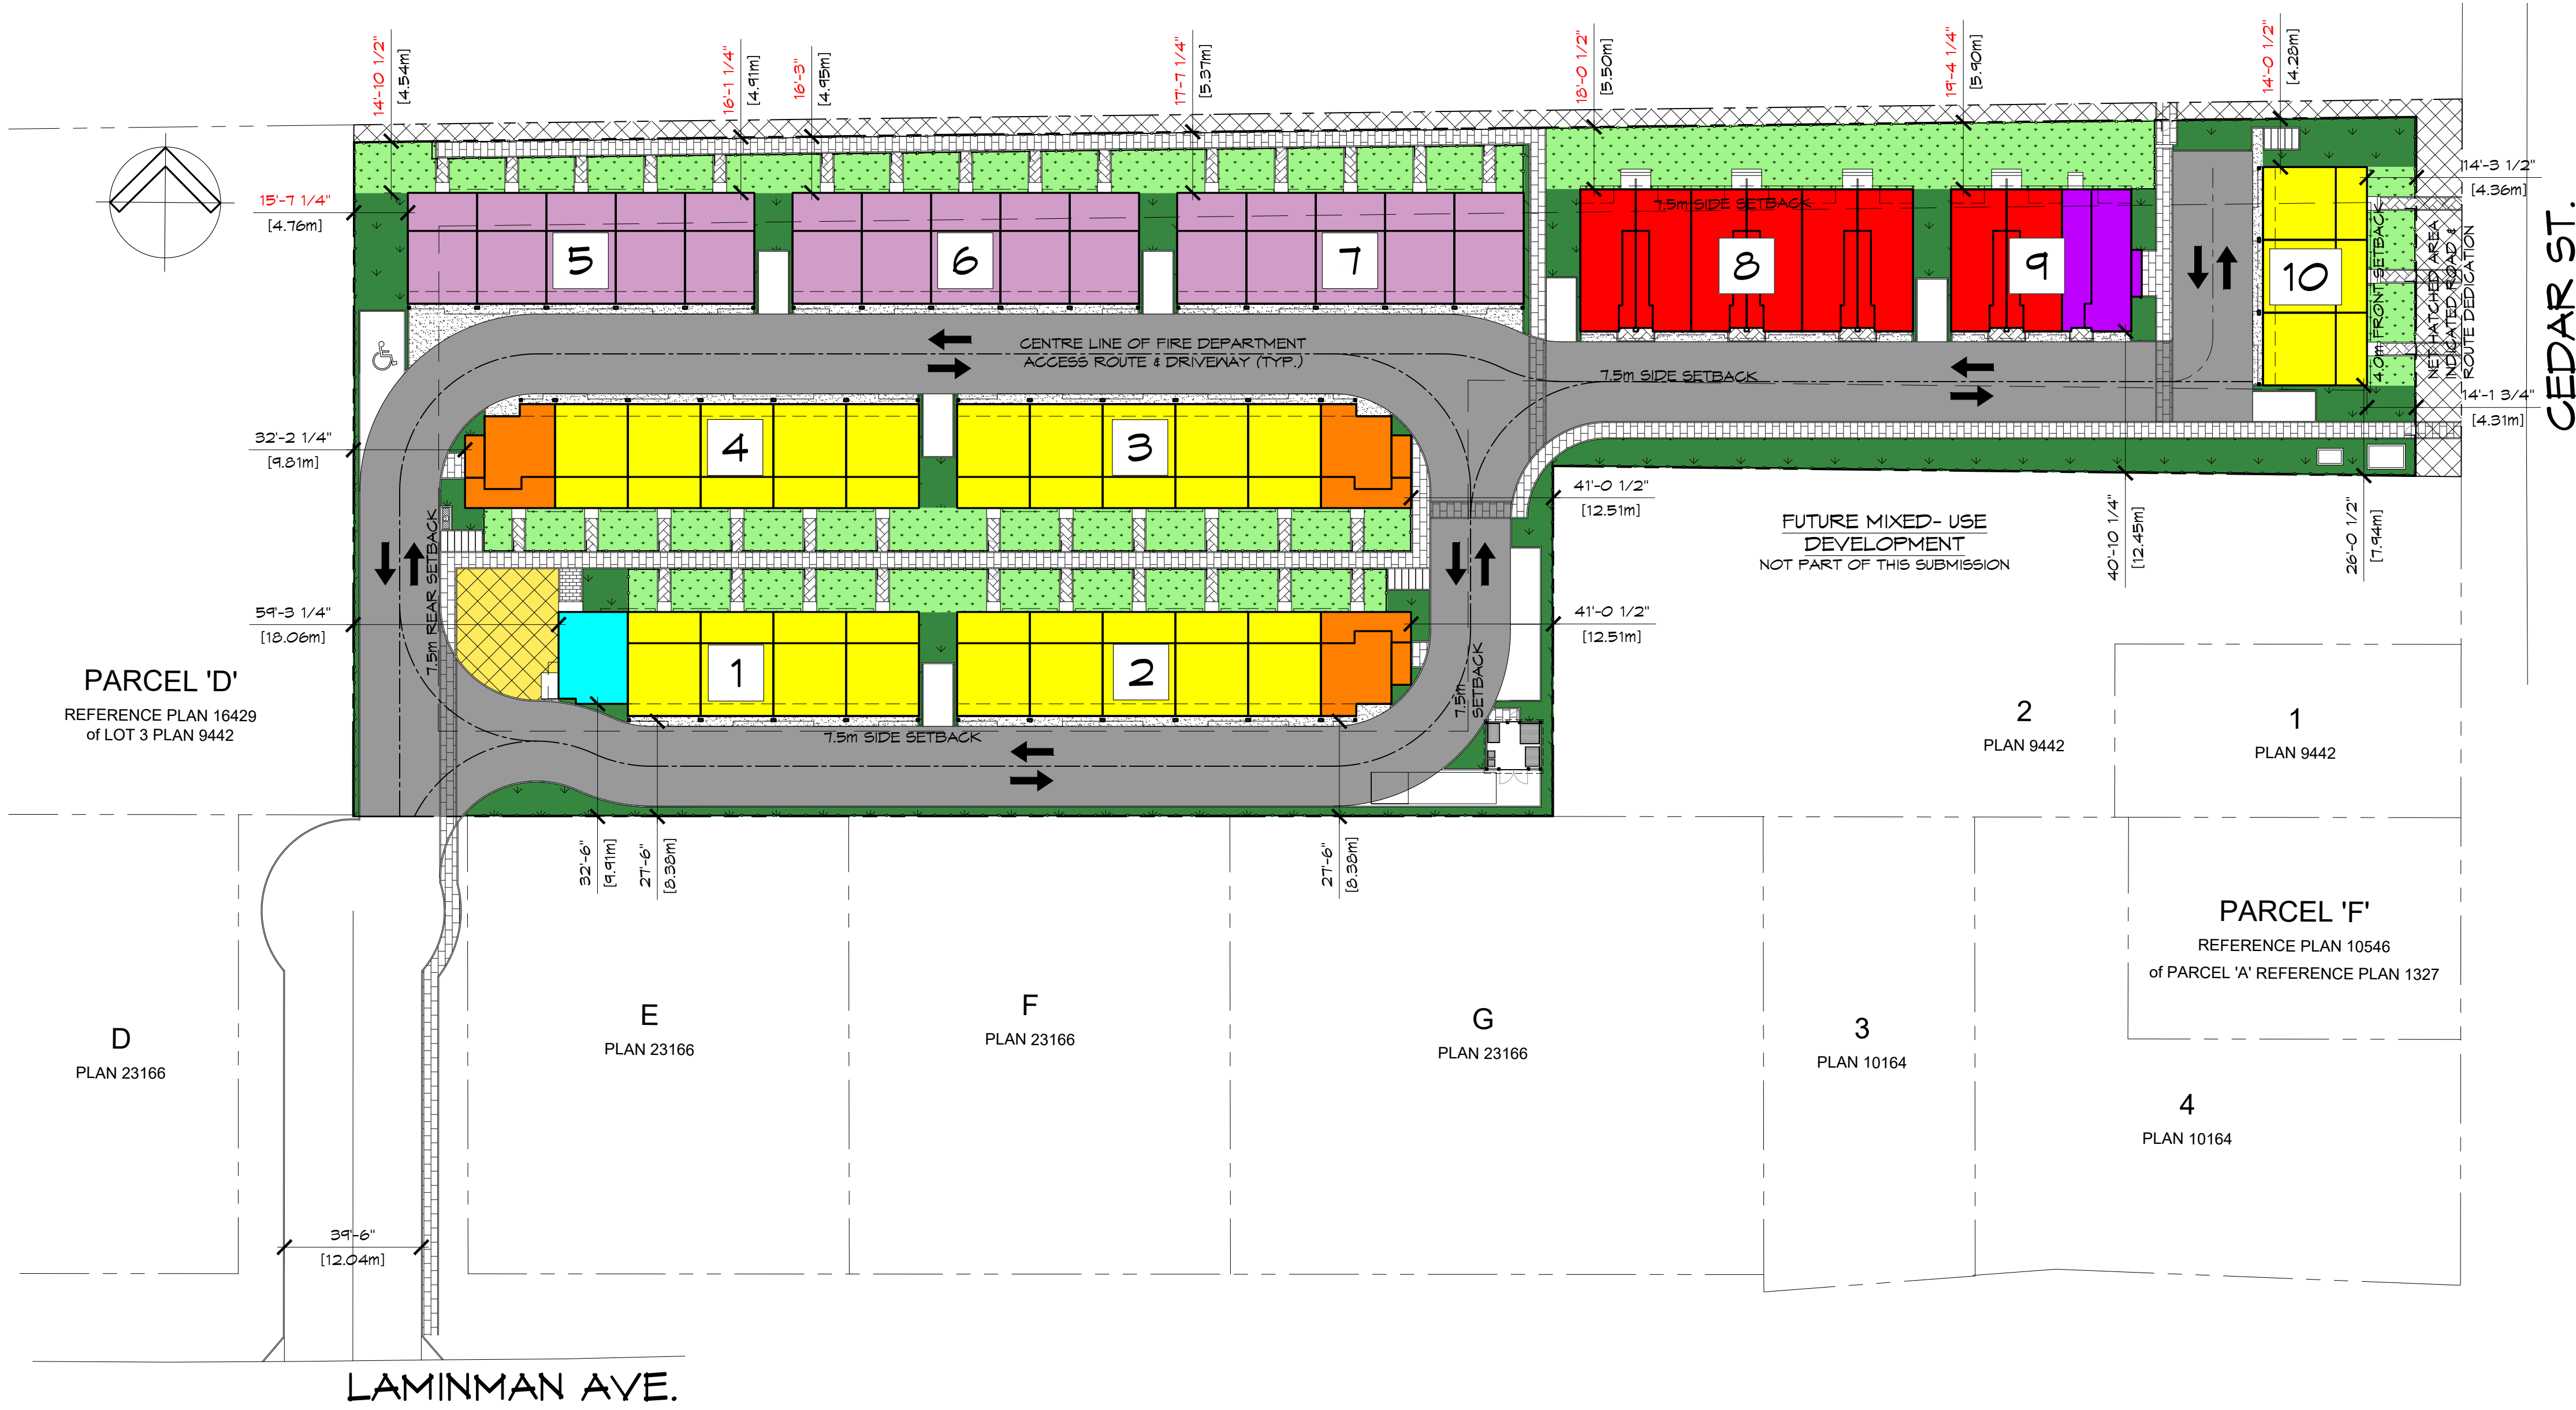 14'-10 1/2"
[4.54m]
16'-1 1/4"
[4.91m]
16'-3"
[4.95m]
17'-7 1/4"
[5.37m]
18'-0 1/2"
[5.50m]
19'-4 1/4"
[5.90m]
14'-0 1/2"
[4.28m]
15'-7 1/4"
[4.76m]
14'-3 1/2"
[4.36m]
7.5m SIDE SETBACK
5
6
7
8
9
10
4.0m FRONT SETBACK
NET HATCHED AREA
INDICATED ROAD &
ROUTE DEDICATION
CEDAR ST.
CENTRE LINE OF FIRE DEPARTMENT
ACCESS ROUTE & DRIVEWAY (TYP.)
7.5m SIDE SETBACK
14'-1 3/4"
[4.31m]
32'-2 1/4"
[9.81m]
4
3
41'-0 1/2"
[12.51m]
FUTURE MIXED- USE
DEVELOPMENT
NOT PART OF THIS SUBMISSION
40'-10 1/4"
[12.45m]
26'-0 1/2"
[7.94m]
7.5m REAR SETBACK
59'-3 1/4"
[18.06m]
41'-0 1/2"
[12.51m]
1
2
7.5m
SETBACK
7.5m SIDE SETBACK
PARCEL 'D'
REFERENCE PLAN 16429
of LOT 3 PLAN 9442
2
PLAN 9442
1
PLAN 9442
32'-6"
[9.91m]
27'-6"
[8.38m]
27'-6"
[8.38m]
PARCEL 'F'
REFERENCE PLAN 10546
of PARCEL 'A' REFERENCE PLAN 1327
D
PLAN 23166
E
PLAN 23166
F
PLAN 23166
G
PLAN 23166
3
PLAN 10164
4
PLAN 10164
39'-6"
[12.04m]
LAMINMAN AVE.